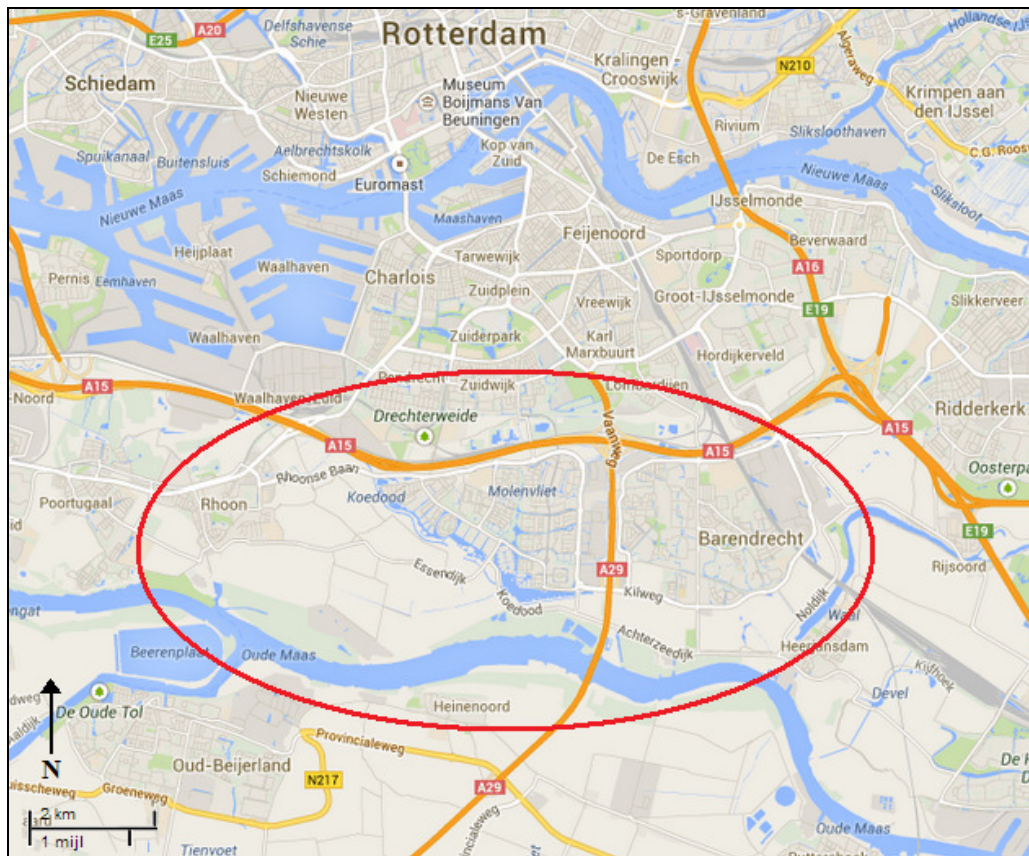 's-Gravenland
Hollandse IJs
A20
E25
Delfshavense
Schie
Rotterdam
Algeraweg
Kralingen -
Crooswijk
N210
Schiedam
Museum
Boijmans Van
Beuningen
Nieuwe
Westen
Krimpen aan
den IJssel
Rivium
Sliksloothaven
Spuikanaal
Buitensluis
Aelbrechtskolk
Kop van
Zuid
De Esch
C.G. Roos
Schiemond
Euromast
Nieuwe Maas
Sliksloot
Nieuwe Maas
Maashaven
IJsselmonde
Feijenoord
Beverwaard
Heijplaat
Tarwewijk
Sportdorp
Pernis
Eemhaven
Waalhaven
Charlois
A16
Zuidplein
Groot-IJsselmonde
Vreewijk
E19
Slikkerveer
Waalhaven
Zuiderpark
Karl
Marxbuurt
Hordijkerveld
A15
Pendrecht
Zuidwijk
Lombardijen
-Noord
Waalhaven Zuid
Ridderkerk
Drechterweide
Vaanweg
A15
A15
A15
Rhoonse Baan
Oosterpa
Poortugaal
Rhoon
Koedood
Molenvliet
E19
Barendrecht
Rijsoord
Essendijk
A29
Kilweg
Noldijk
Koedood
Waal
Achterzeedijk
Heerjansdam
Beerenplaat
Oude Maas
Kijfhoek
De Oude Tol
Heinenoord
Devel
N
Provincialeweg
Oud-Beijerland
N217
A29
Groeneweg
2 km
1 mijl
Oude Maas
Tienvoet